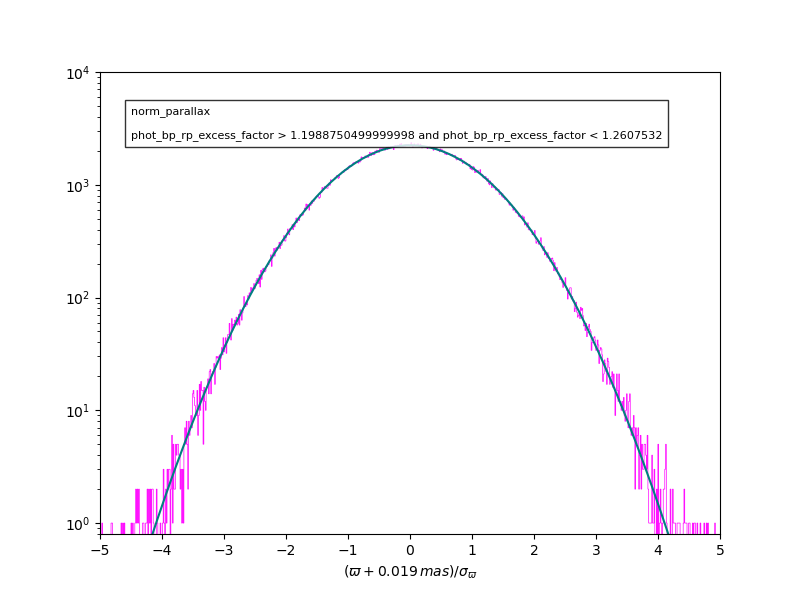 norm_parallax
phot_bp_rp_excess_factor > 1.1988750499999998 and phot_bp_rp_excess_factor < 1.2607532
10⁴
10³
10²
10¹
10⁰
−5 −4 −3 −2 −1 0 1 2 3 4 5
(ϖ + 0.019 mas)/σ_ϖ